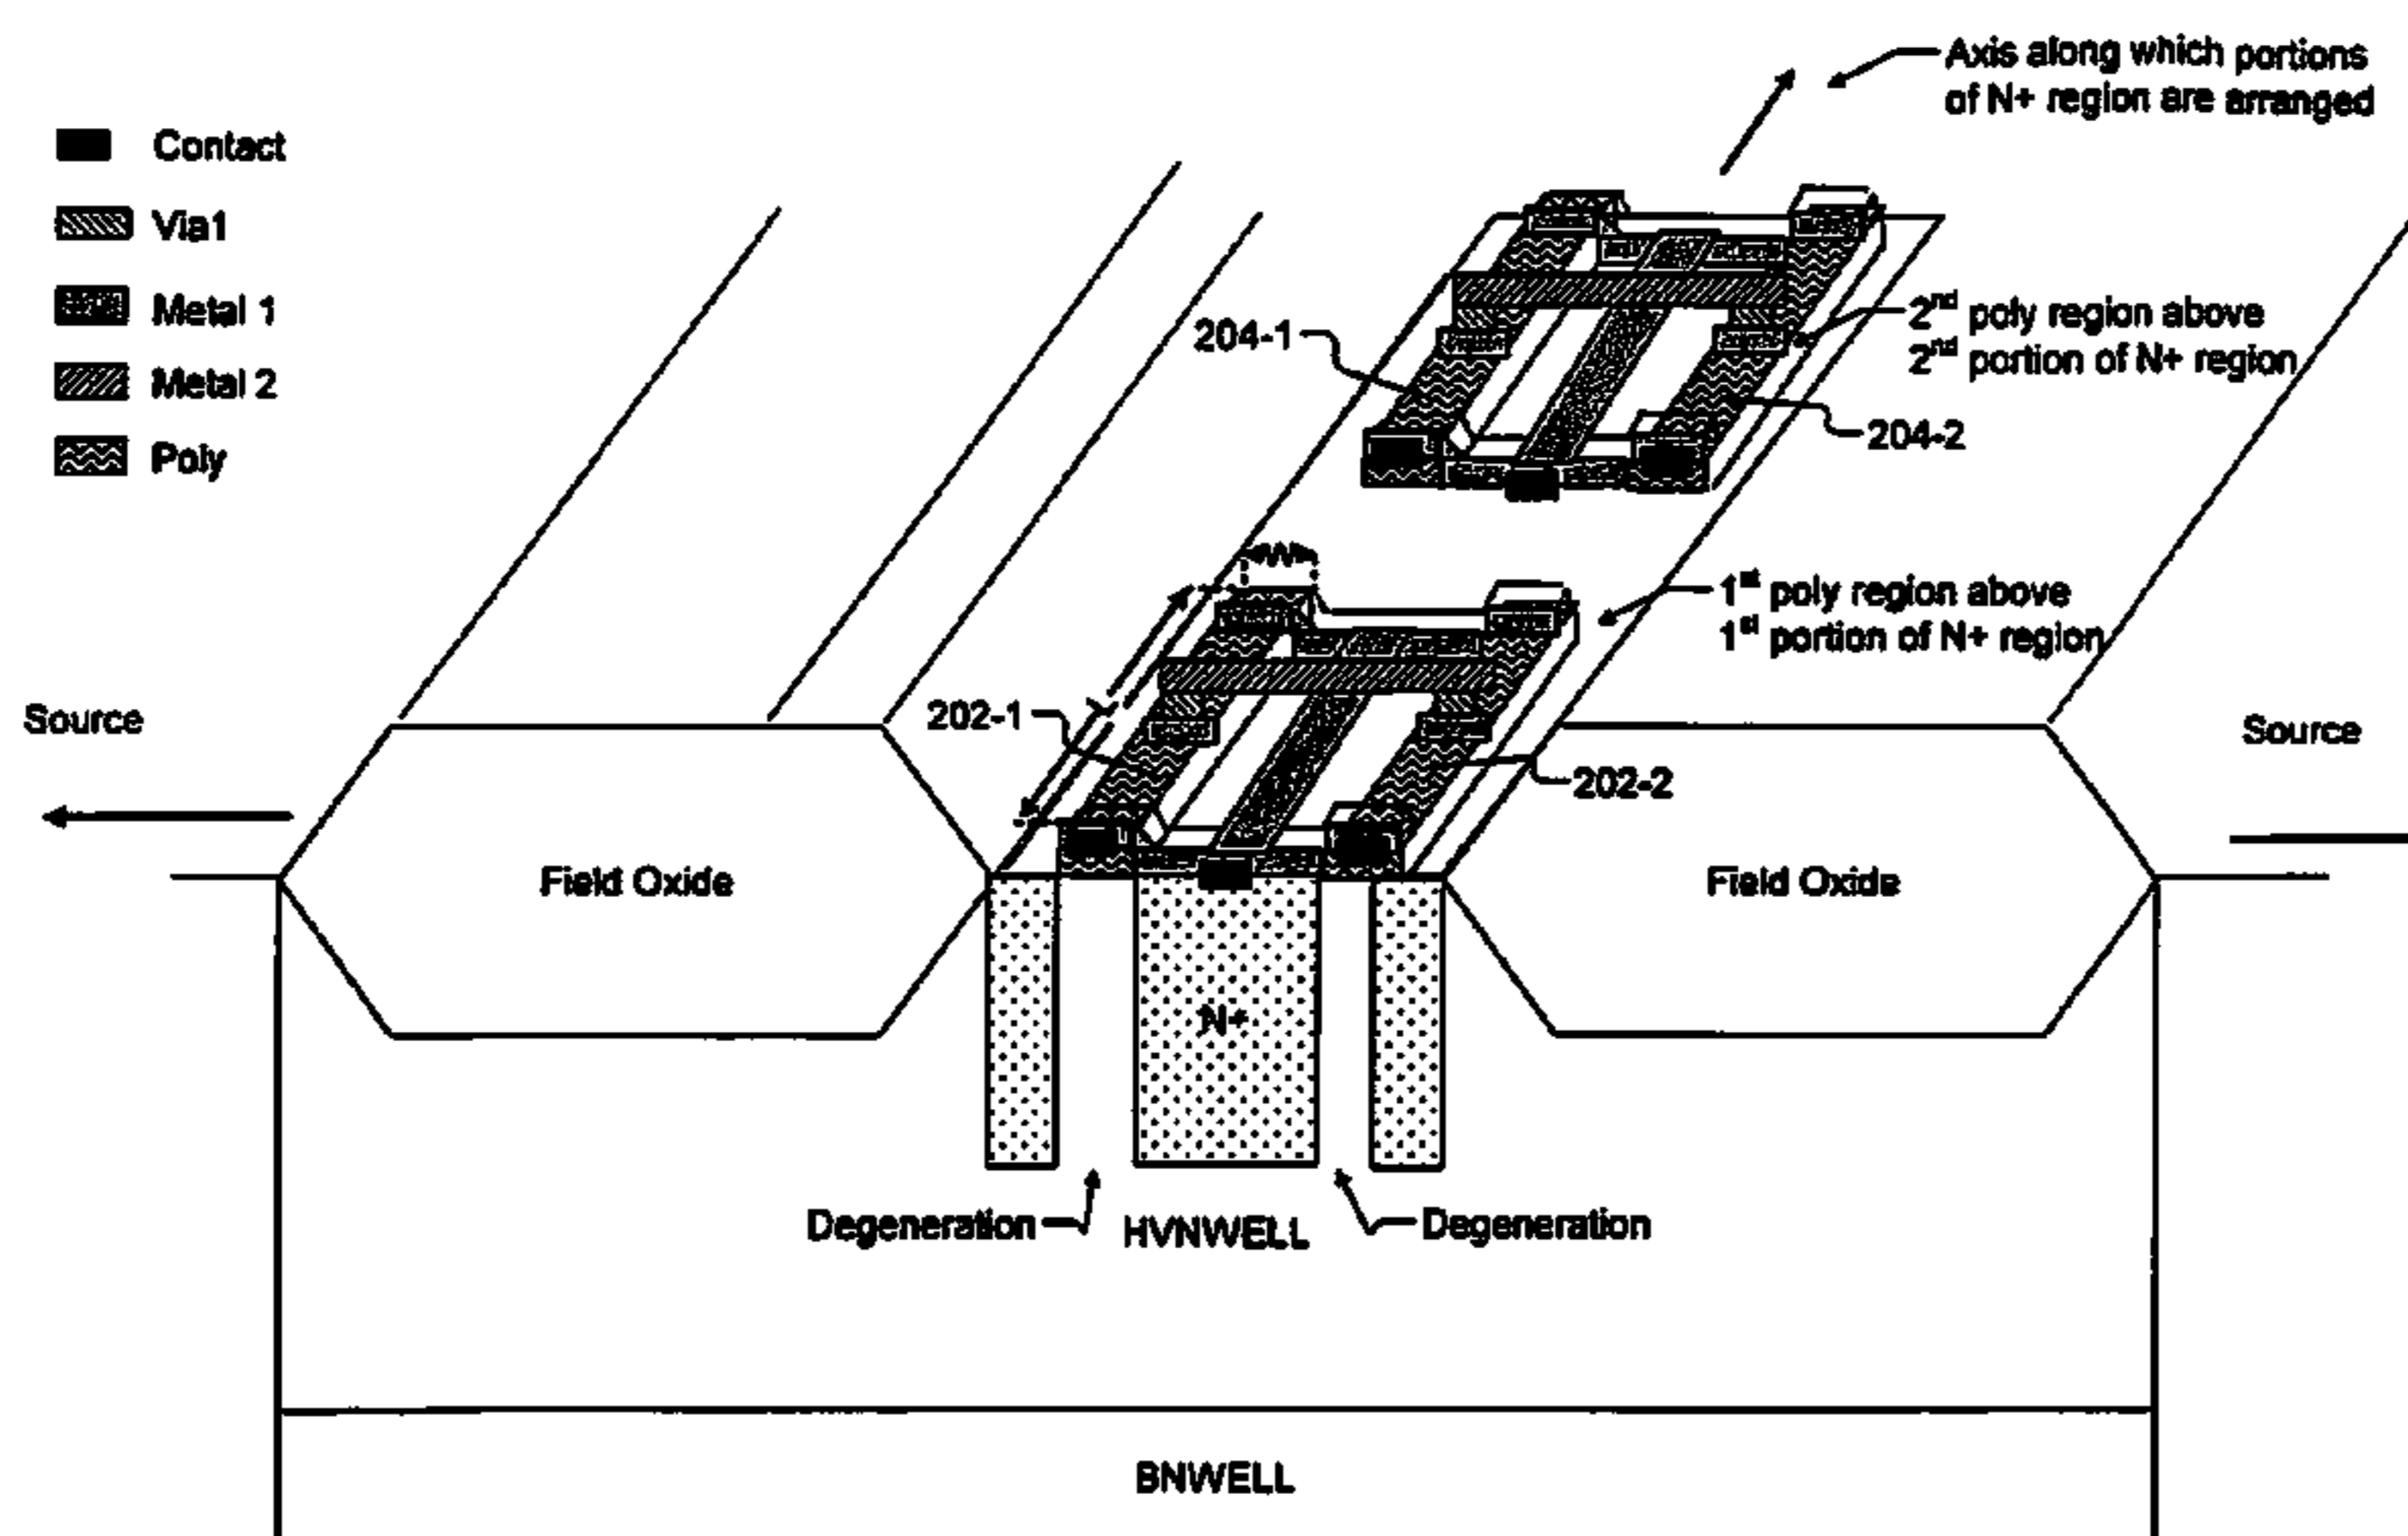 Axis along which portions
of N+ region are arranged
Contact
Via1
Metal 1
Metal 2
Poly
204-1
2nd poly region above
2nd portion of N+ region
204-2
W
1st poly region above
1st portion of N+ region
Source
202-1
202-2
Source
Field Oxide
Field Oxide
N+
Degeneration
HVNWELL
Degeneration
BNWELL